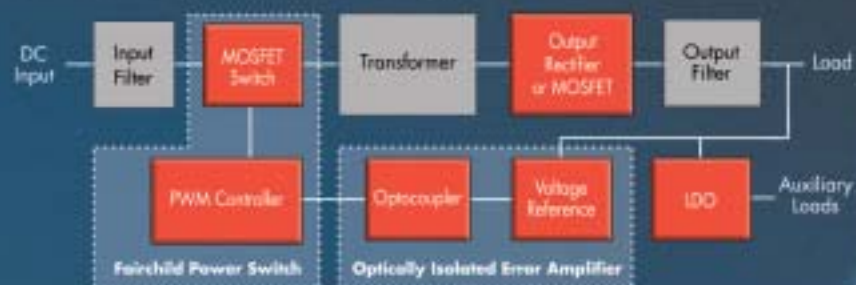 DC
Input
Input
Filter
MOSFET
Switch
Transformer
Output
Rectifier
or MOSFET
Output
Filter
Load
PWM Controller
Optocoupler
Voltage
Reference
LDO
Auxiliary
Loads
Fairchild Power Switch
Optically Isolated Error Amplifier